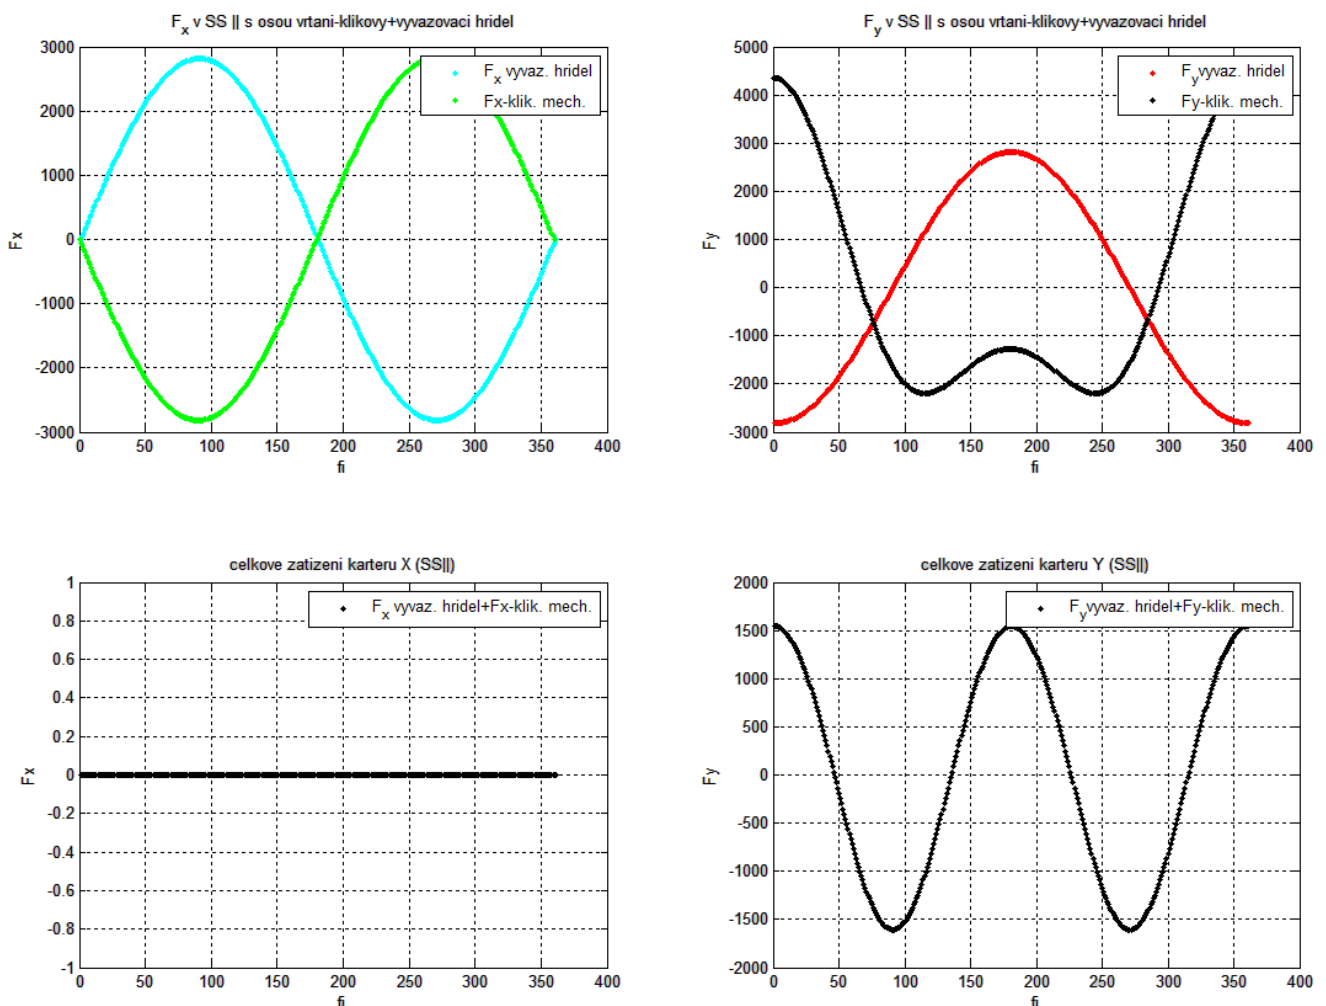 F_x v SS || s osou vrtani-klikovy+vyvazovaci hridel
3000
2000
1000
0
-1000
-2000
-3000
Fx
0 50 100 150 200 250 300 350 400
fi
F_x vyvaz. hridel
Fx-klik. mech.
F_y v SS || s osou vrtani-klikovy+vyvazovaci hridel
5000
4000
3000
2000
1000
0
-1000
-2000
-3000
Fy
0 50 100 150 200 250 300 350 400
fi
F_yvyvaz. hridel
Fy-klik. mech.
celkove zatizeni karteru X (SS||)
1
0.8
0.6
0.4
0.2
0
-0.2
-0.4
-0.6
-0.8
-1
Fx
0 50 100 150 200 250 300 350 400
fi
F_x vyvaz. hridel+Fx-klik. mech.
celkove zatizeni karteru Y (SS||)
2000
1500
1000
500
0
-500
-1000
-1500
-2000
Fy
0 50 100 150 200 250 300 350 400
fi
F_yvyvaz. hridel+Fy-klik. mech.